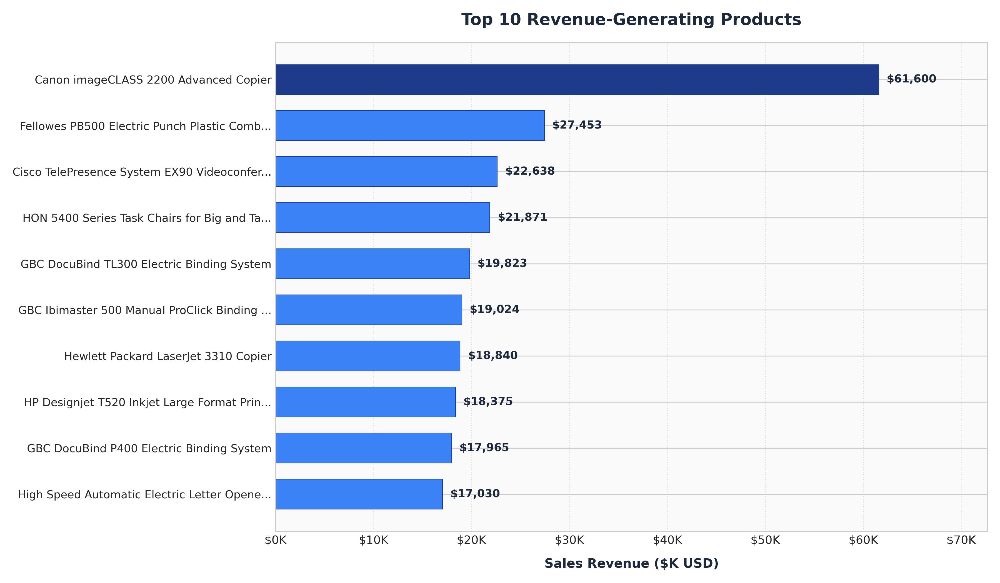 Top 10 Revenue-Generating Products
Canon imageCLASS 2200 Advanced Copier $61,600
Fellowes PB500 Electric Punch Plastic Comb... $27,453
Cisco TelePresence System EX90 Videoconfer... $22,638
HON 5400 Series Task Chairs for Big and Ta... $21,871
GBC DocuBind TL300 Electric Binding System $19,823
GBC Ibimaster 500 Manual ProClick Binding ... $19,024
Hewlett Packard LaserJet 3310 Copier $18,840
HP Designjet T520 Inkjet Large Format Prin... $18,375
GBC DocuBind P400 Electric Binding System $17,965
High Speed Automatic Electric Letter Opene... $17,030
$0K $10K $20K $30K $40K $50K $60K $70K
Sales Revenue ($K USD)